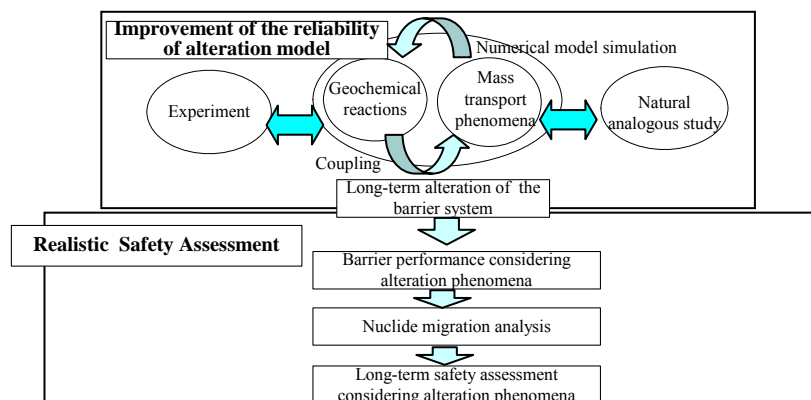 Improvement of the reliability
of alteration model
Numerical model simulation
Experiment
Geochemical
reactions
Mass
transport
phenomena
Natural
analogous study
Coupling
Long-term alteration of the
barrier system
Realistic Safety Assessment
Barrier performance considering
alteration phenomena
Nuclide migration analysis
Long-term safety assessment
considering alteration phenomena